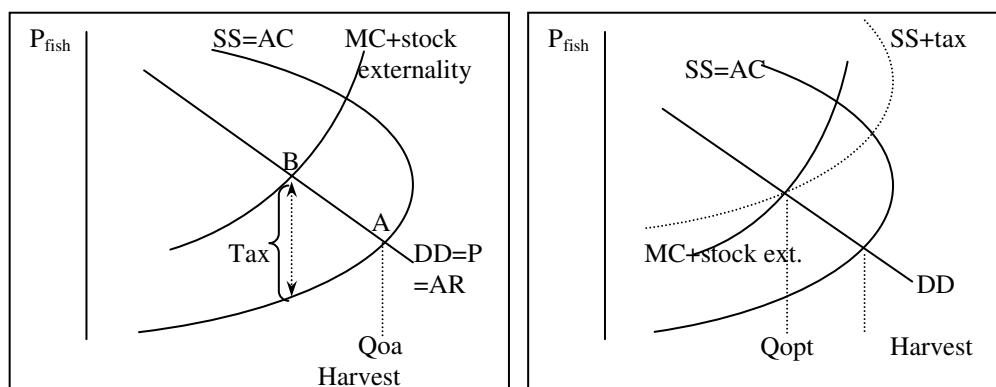 P_fish
SS=AC
MC+stock
externality
B
A
Tax
DD=P
=AR
Qoa
Harvest
P_fish
SS+tax
SS=AC
MC+stock ext.
DD
Qopt
Harvest